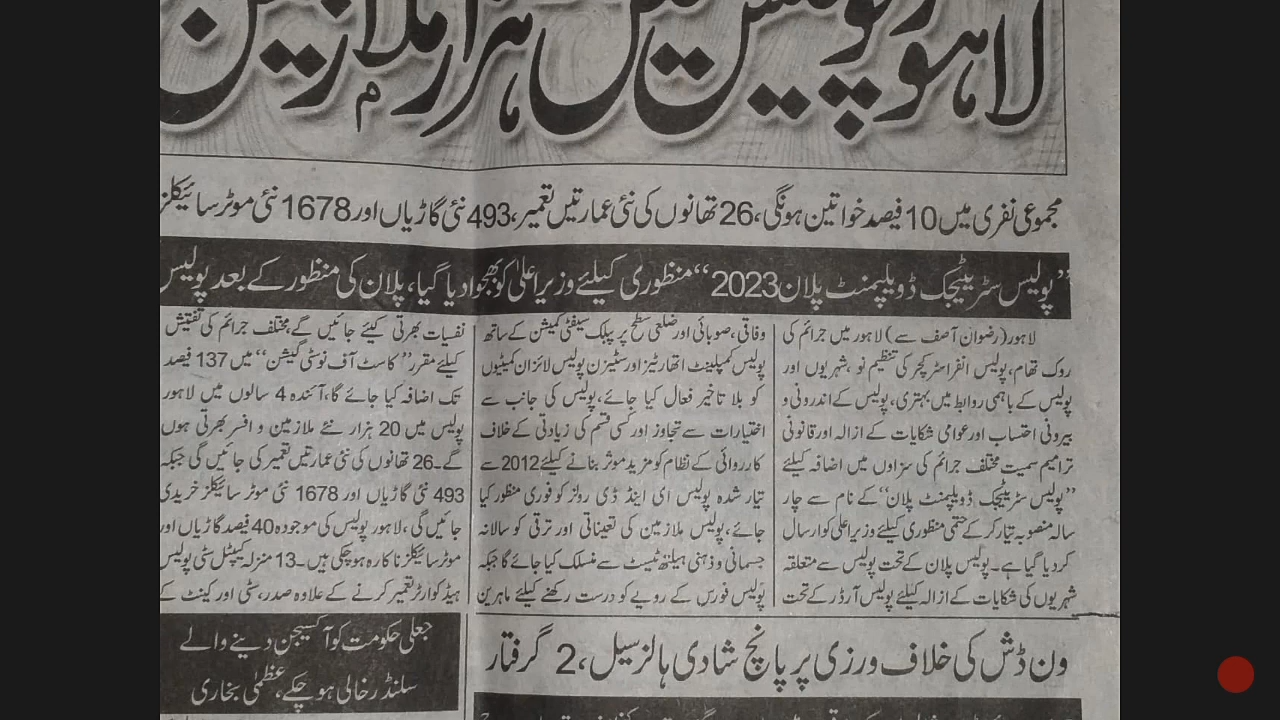 لاہور پولیس میں ہزار ملازمین
مجموعی نفری میں 10 فیصد خواتین ہونگی، 26 تھانوں کی نئی عمارتیں تعمیر، 493 نئی گاڑیاں اور 1678 نئی موٹر سائیکلز
”پولیس سٹریٹیجک ڈویلپمنٹ پلان 2023“ منظوری کیلئے وزیراعلیٰ کو بھجوا دیا گیا، پلان کی منظور کے بعد پولیس
لاہور (رضوان آصف سے) لاہور میں جرائم کی
روک تھام، پولیس انفراسٹرکچر کی تنظیم نو، شہریوں اور
پولیس کے باہمی روابط میں بہتری، پولیس کے اندرونی و
بیرونی احتساب اور عوامی شکایات کے ازالہ اور قانونی
ترامیم سمیت مختلف جرائم کی سزاوں میں اضافہ کیلئے
”پولیس سٹریٹیجک ڈویلپمنٹ پلان“ کے نام سے چار
سالہ منصوبہ تیار کر کے حتمی منظوری کیلئے وزیراعلیٰ کو ارسال
کر دیا گیا ہے۔ پولیس پلان کے تحت پولیس سے متعلقہ
شہریوں کی شکایات کے ازالہ کیلئے پولیس آرڈر کے تحت
وفاقی، صوبائی اور ضلعی سطح پر پبلک سیفٹی کمیشن کے ساتھ
پولیس کمپلینٹ اتھارٹیز اور سٹیزن پولیس لائزان کمیٹیوں
کو بلا تاخیر فعال کیا جائے، پولیس کی جانب سے
اختیارات سے تجاوز اور کسی قسم کی زیادتی کے خلاف
کارروائی کے نظام کو مزید موثر بنانے کیلئے 2012 سے
تیار شدہ پولیس ای اینڈ ڈی رولز کو فوری منظور کیا
جائے، پولیس ملازمین کی تعیناتی اور ترقی کو سالانہ
جسمانی و ذہنی ہیلتھ ٹیسٹ سے منسلک کیا جائے گا جبکہ
پولیس فورس کے رویے کو درست رکھنے کیلئے ماہرین
نفسیات بھرتی کیئے جائیں گے، مختلف جرائم کی تفتیش
کیلئے مقرر ”کاسٹ آف نوسٹی گیشن“ میں 137 فیصد
تک اضافہ کیا جائے گا، آئندہ 4 سالوں میں لاہور
پولیس میں 20 ہزار نئے ملازمین و افسر بھرتی ہوں
گے۔ 26 تھانوں کی نئی عمارتیں تعمیر کی جائیں گی جبکہ
493 نئی گاڑیاں اور 1678 نئی موٹر سائیکلز خریدی
جائیں گی، لاہور پولیس کی موجودہ 40 فیصد گاڑیاں اور
موٹر سائیکلز ناکارہ ہو چکی ہیں۔ 13 منزلہ کیپٹل سٹی پولیس
ہیڈ کوارٹر تعمیر کرنے کے علاوہ صدر، سٹی اور کینٹ کے
ون ڈش کی خلاف ورزی پر پانچ شادی ہالز سیل، 2 گرفتار
جعلی حکومت کو آکسیجن دینے والے
سلنڈر خالی ہو چکے، عظمیٰ بخاری